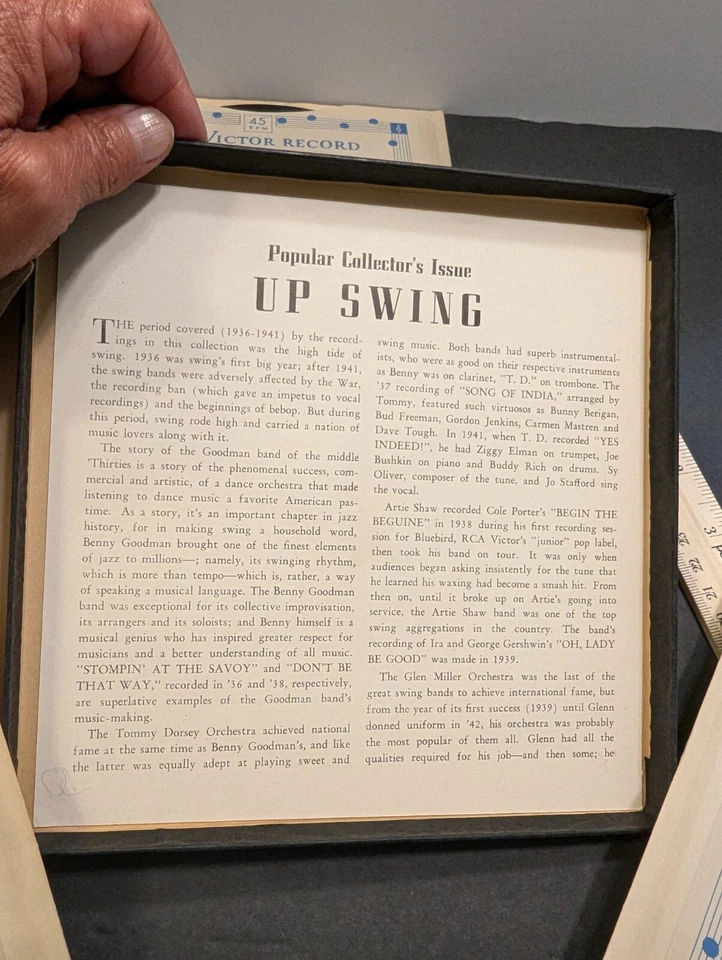 45
RPM
VICTOR RECORD
Popular Collector's Issue
UP SWING
THE period covered (1936-1941) by the record-
ings in this collection was the high tide of
swing. 1936 was swing's first big year; after 1941,
the swing bands were adversely affected by the War,
the recording ban (which gave an impetus to vocal
recordings) and the beginnings of bebop. But during
this period, swing rode high and carried a nation of
music lovers along with it.
The story of the Goodman band of the middle
'Thirties is a story of the phenomenal success, com-
mercial and artistic, of a dance orchestra that made
listening to dance music a favorite American pas-
time. As a story, it's an important chapter in jazz
history, for in making swing a household word,
Benny Goodman brought one of the finest elements
of jazz to millions—; namely, its swinging rhythm,
which is more than tempo—which is, rather, a way
of speaking a musical language. The Benny Goodman
band was exceptional for its collective improvisation,
its arrangers and its soloists; and Benny himself is a
musical genius who has inspired greater respect for
musicians and a better understanding of all music.
"STOMPIN' AT THE SAVOY" and "DON'T BE
THAT WAY," recorded in '36 and '38, respectively,
are superlative examples of the Goodman band's
music-making.
The Tommy Dorsey Orchestra achieved national
fame at the same time as Benny Goodman's, and like
the latter was equally adept at playing sweet and
swing music. Both bands had superb instrumental-
ists, who were as good on their respective instruments
as Benny was on clarinet, "T. D." on trombone. The
'37 recording of "SONG OF INDIA," arranged by
Tommy, featured such virtuosos as Bunny Berigan,
Bud Freeman, Gordon Jenkins, Carmen Mastren and
Dave Tough. In 1941, when T. D. recorded "YES
INDEED!", he had Ziggy Elman on trumpet, Joe
Bushkin on piano and Buddy Rich on drums. Sy
Oliver, composer of the tune, and Jo Stafford sing
the vocal.
Artie Shaw recorded Cole Porter's "BEGIN THE
BEGUINE" in 1938 during his first recording ses-
sion for Bluebird, RCA Victor's "junior" pop label,
then took his band on tour. It was only when
audiences began asking insistently for the tune that
he learned his waxing had become a smash hit. From
then on, until it broke up on Artie's going into
service, the Artie Shaw band was one of the top
swing aggregations in the country. The band's
recording of Ira and George Gershwin's "OH, LADY
BE GOOD" was made in 1939.
The Glen Miller Orchestra was the last of the
great swing bands to achieve international fame, but
from the year of its first success (1939) until Glenn
donned uniform in '42, his orchestra was probably
the most popular of them all. Glenn had all the
qualities required for his job—and then some; he
3
23
22
21
20